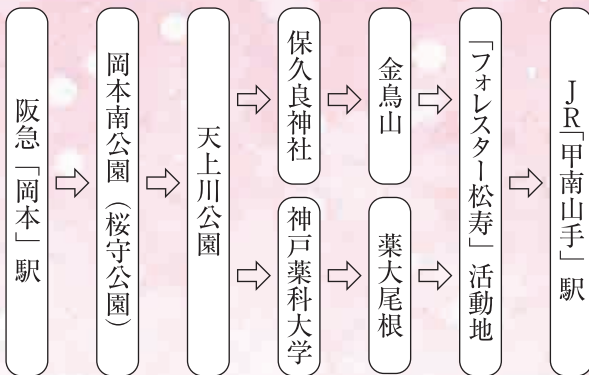 阪急「岡本」駅
岡本南公園（桜守公園）
天上川公園
保久良神社
金鳥山
神戸薬科大学
薬大尾根
「フォレスター松寿」活動地
JR「甲南山手」駅